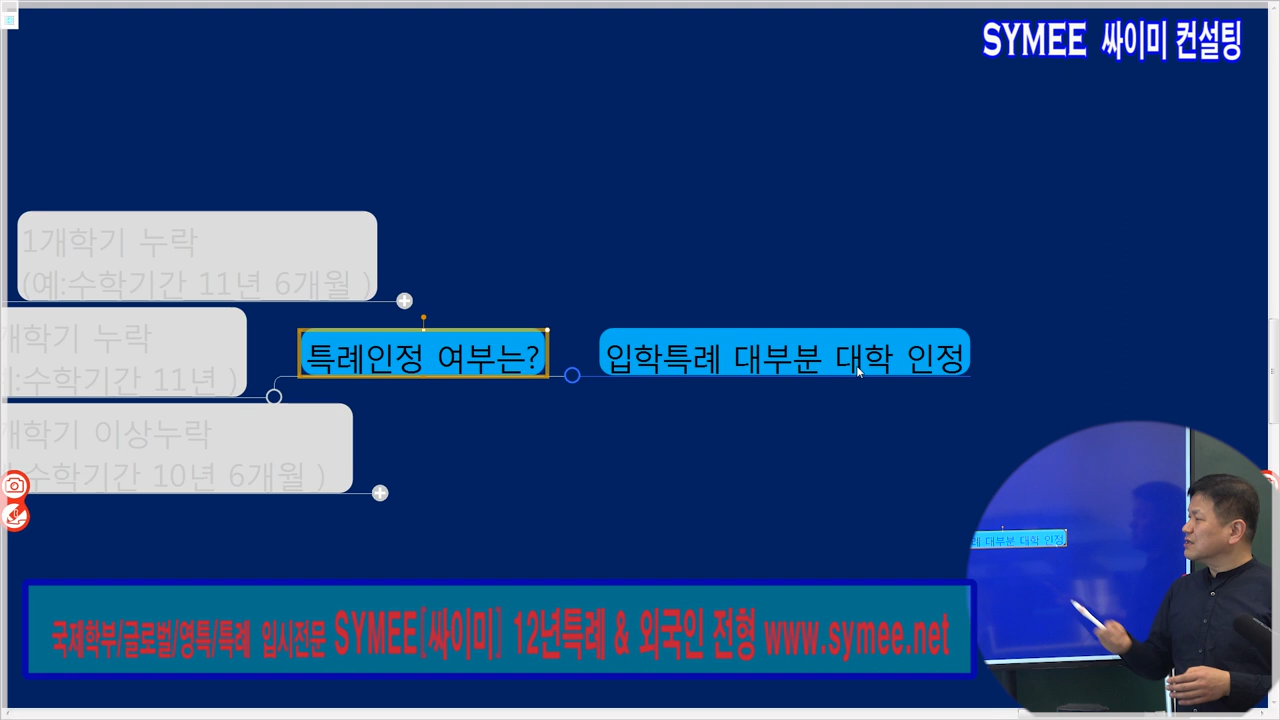 SYMEE 싸이미 컨설팅
1개학기 누락
(예:수학기간 11년 6개월 )
개학기 누락
:수학기간 11년 )
특례인정 여부는?
입학특례 대부분 대학 인정
개학기 이상누락
수학기간 10년 6개월 )
례 대부분 대학 인정
국제학부/글로벌/영특/특례 입시전문 SYMEE[싸이미] 12년특례 & 외국인 전형 www.symee.net